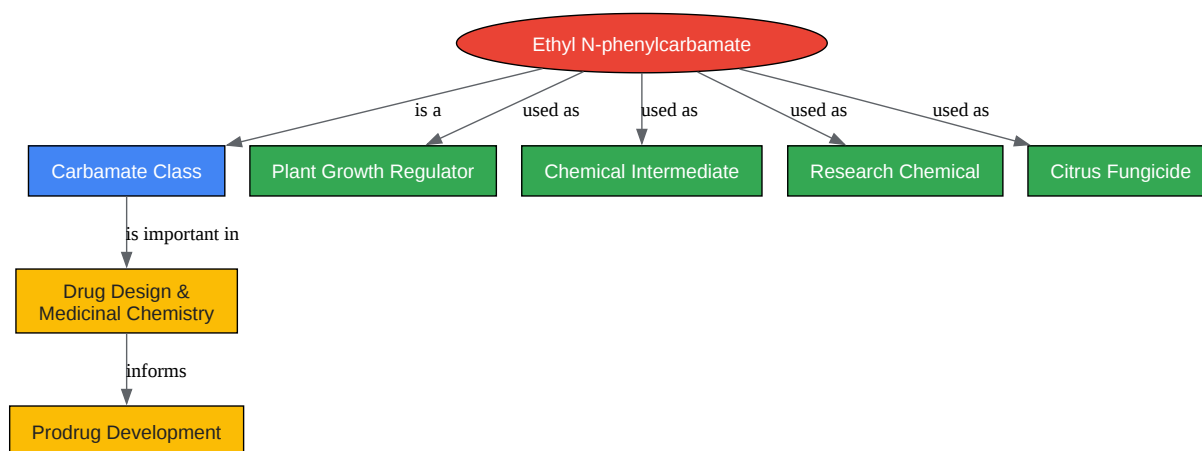 Ethyl N-phenylcarbamate
is a
used as
used as
used as
used as
Carbamate Class
Plant Growth Regulator
Chemical Intermediate
Research Chemical
Citrus Fungicide
is important in
Drug Design &
Medicinal Chemistry
informs
Prodrug Development